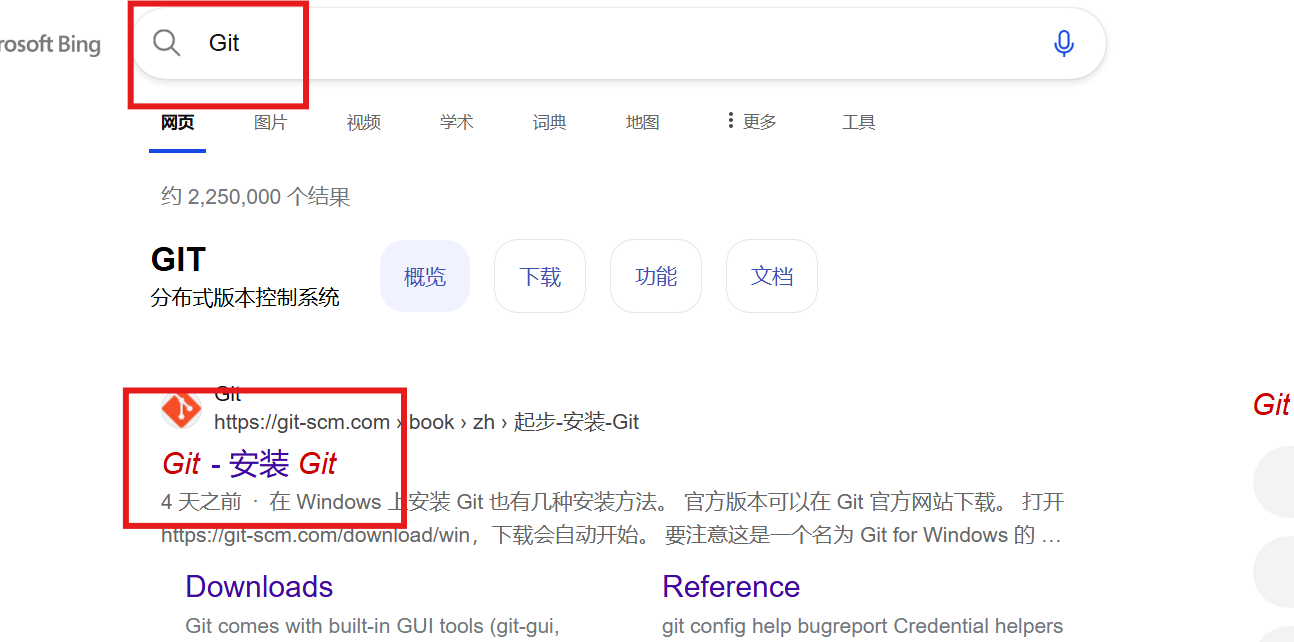 rosoft Bing
Git
网页 图片 视频 学术 词典 地图 更多 工具
约 2,250,000 个结果
GIT
分布式版本控制系统
概览 下载 功能 文档
Git
https://git-scm.com › book › zh › 起步-安装-Git
Git
Git - 安装 Git
4 天之前 · 在 Windows 上安装 Git 也有几种安装方法。 官方版本可以在 Git 官方网站下载。 打开
https://git-scm.com/download/win，下载会自动开始。 要注意这是一个名为 Git for Windows 的 …
Downloads Reference
Git comes with built-in GUI tools (git-gui, git config help bugreport Credential helpers